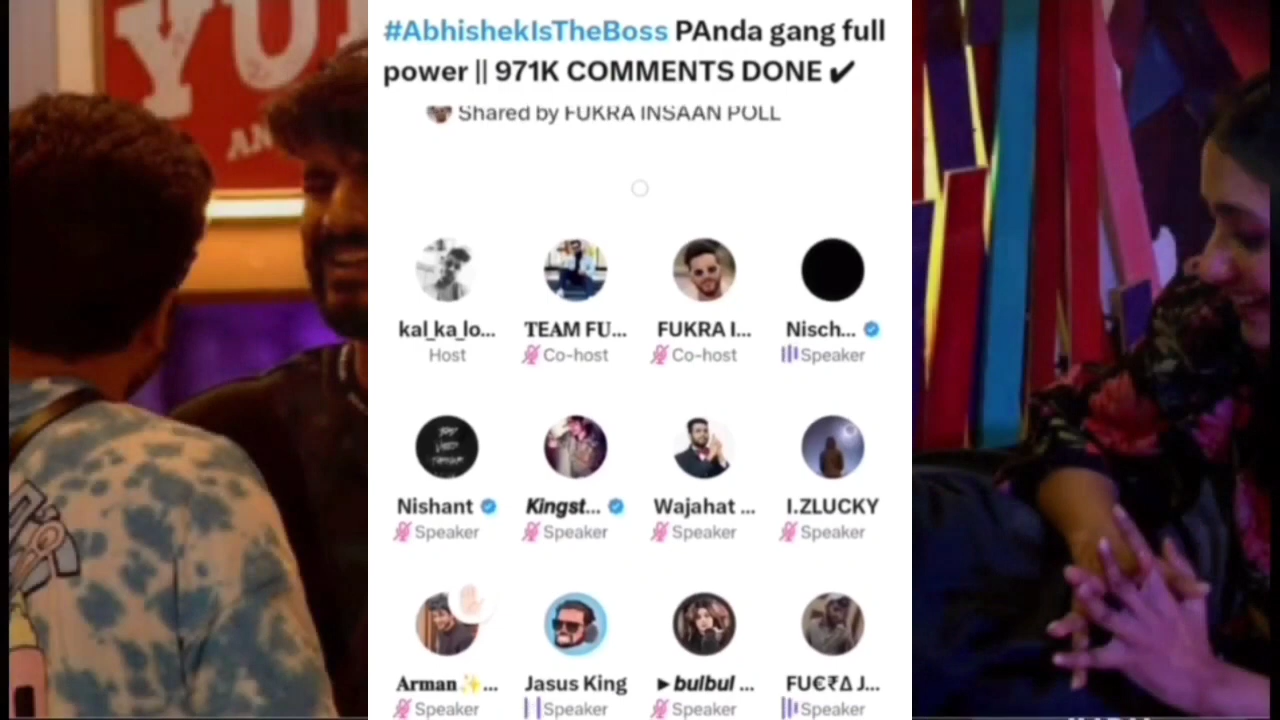 YU
AN
#AbhishekIsTheBoss PAnda gang full
power || 971K COMMENTS DONE ✔
Shared by FUKRA INSAAN POLL
kal_ka_lo... TEAM FU... FUKRA I... Nisch...
Host Co-host Co-host Speaker
Nishant Kingst... Wajahat ... I.ZLUCKY
Speaker Speaker Speaker Speaker
Arman ✨... Jasus King ►bulbul ... FU€₹Δ J...
Speaker Speaker Speaker Speaker